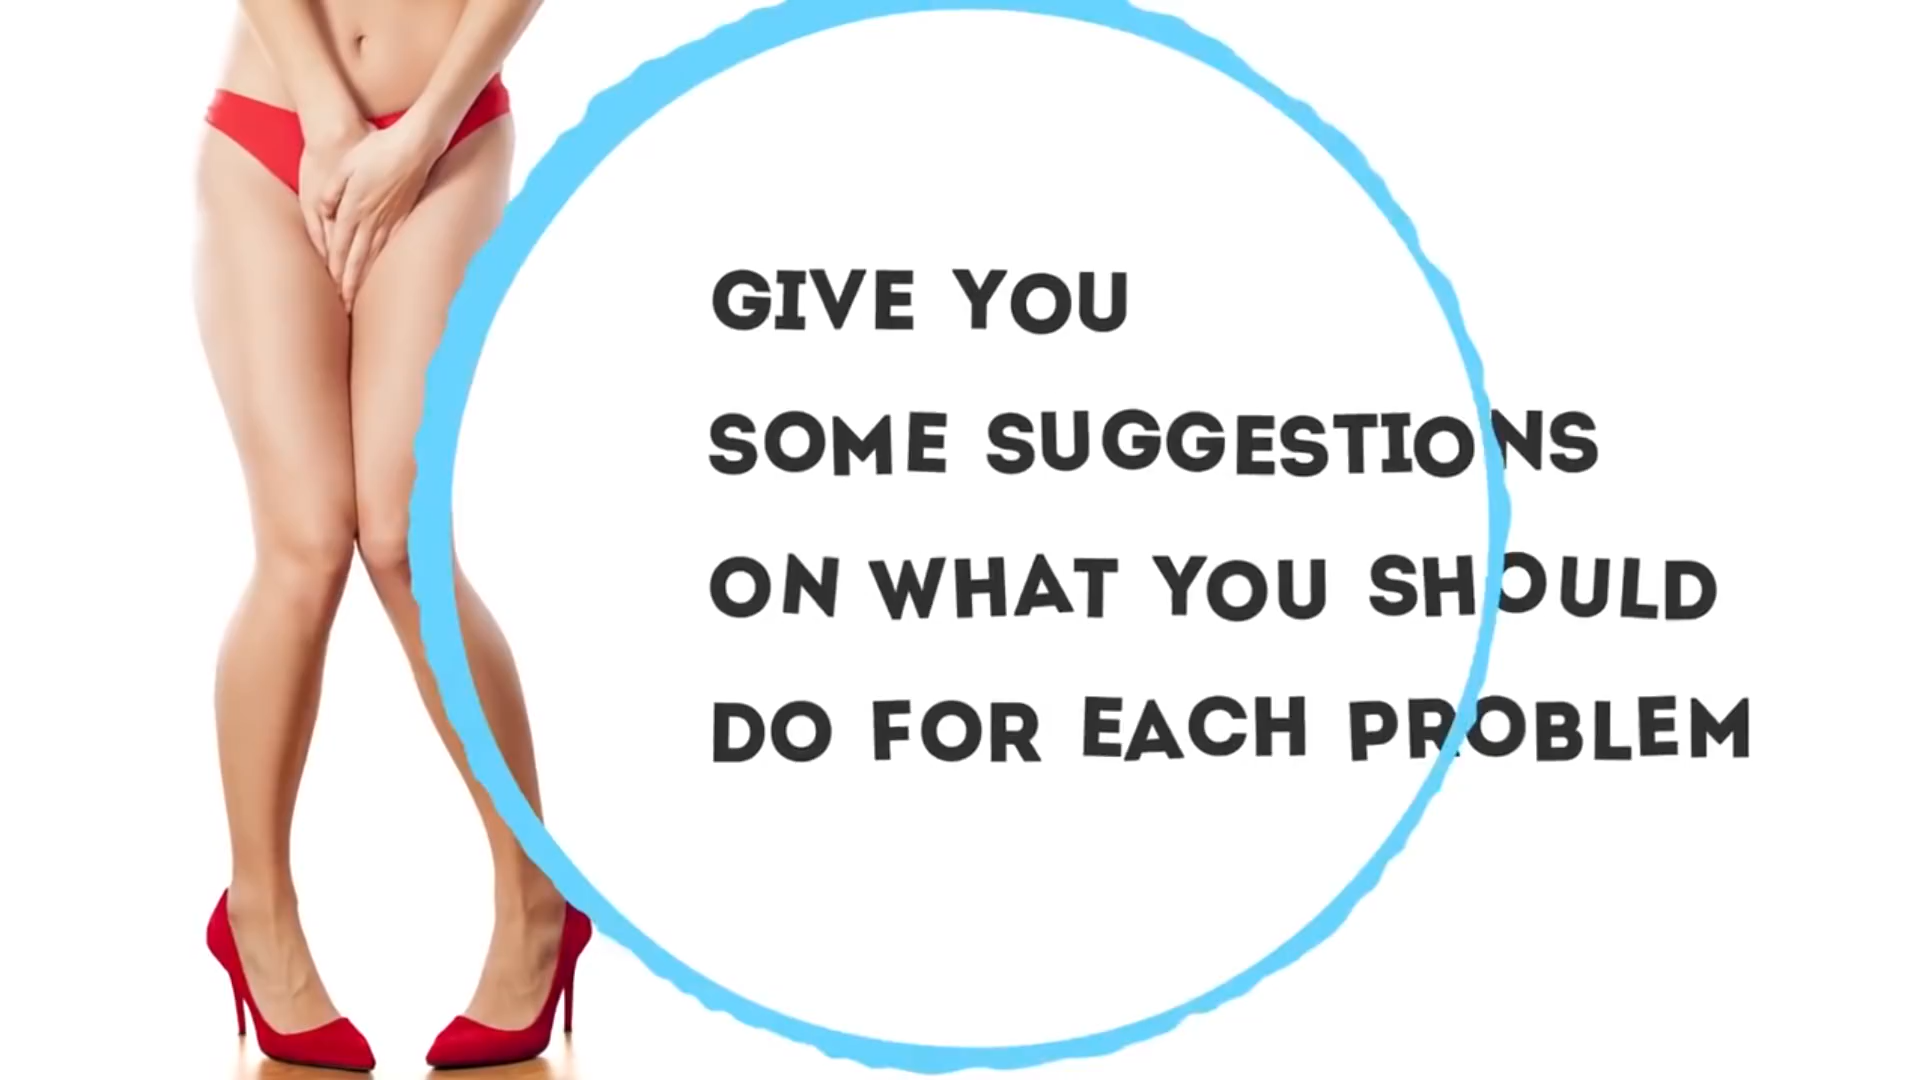 GIVE YOU
SOME SUGGESTIONS
ON WHAT YOU SHOULD
DO FOR EACH PROBLEM